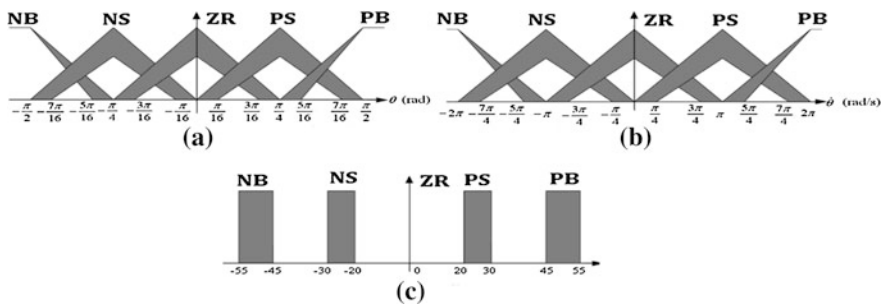 NB NS ZR PS PB
−π/2 −7π/16 −5π/16 −π/4 −3π/16 −π/16 π/16 3π/16 π/4 5π/16 7π/16 π/2 θ (rad)
(a)
NB NS ZR PS PB
−2π −7π/4 −5π/4 −π −3π/4 −π/4 π/4 3π/4 π 5π/4 7π/4 2π θ̇ (rad/s)
(b)
NB NS ZR PS PB
-55 -45 -30 -20 0 20 30 45 55
(c)